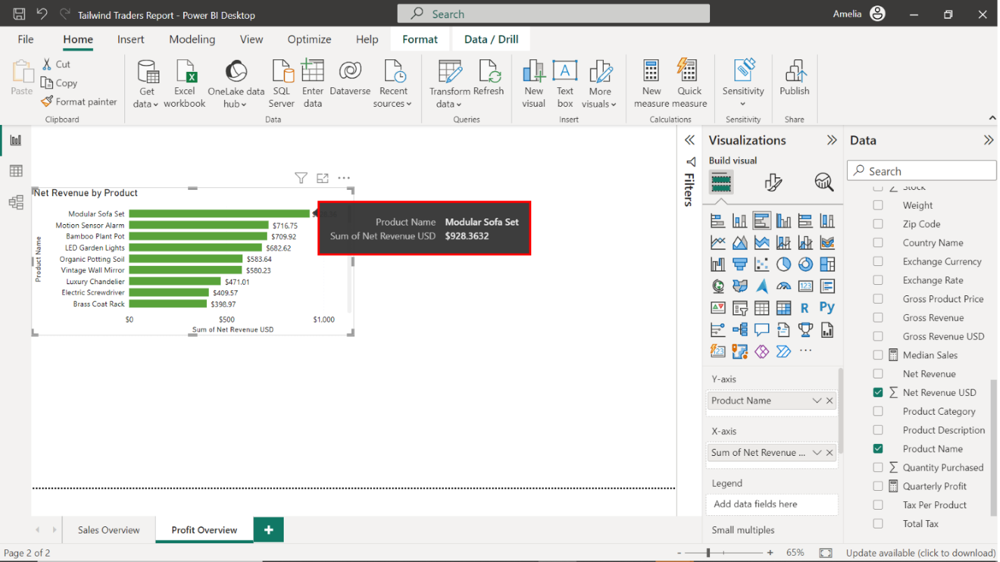 Tailwind Traders Report - Power BI Desktop
Search
Amelia
File Home Insert Modeling View Optimize Help Format Data / Drill
Paste
Cut
Copy
Format painter
Clipboard
Get data
Excel workbook
OneLake data hub
SQL Server
Enter data
Dataverse
Recent sources
Data
Transform data
Refresh
Queries
New visual
A
Text box
More visuals
Insert
New measure
Quick measure
Calculations
Sensitivity
Sensitivity
Publish
Share
Net Revenue by Product
Product Name
Modular Sofa Set
Motion Sensor Alarm $716.75
Bamboo Plant Pot $709.92
LED Garden Lights $682.62
Organic Potting Soil $583.64
Vintage Wall Mirror $580.23
Luxury Chandelier $471.01
Electric Screwdriver $409.57
Brass Coat Rack $398.97
$0 $500 $1,000
Sum of Net Revenue USD
Product Name Modular Sofa Set
Sum of Net Revenue USD $928.3632
Filters
Visualizations
Build visual
123
R Py
123
Y-axis
Product Name
X-axis
Sum of Net Revenue ...
Legend
Add data fields here
Small multiples
Data
Search
Stock
Weight
Zip Code
Country Name
Exchange Currency
Exchange Rate
Gross Product Price
Gross Revenue
Gross Revenue USD
Median Sales
Net Revenue
Net Revenue USD
Product Category
Product Description
Product Name
Quantity Purchased
Quarterly Profit
Tax Per Product
Total Tax
Sales Overview Profit Overview +
Page 2 of 2
- + 65%
Update available (click to download)